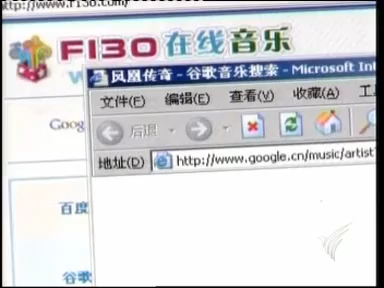 http://www.f130.com/
F130在线音乐
凤凰传奇 - 谷歌音乐搜索 - Microsoft Int
文件(F) 编辑(E) 查看(V) 收藏(A) 工
Goog
后退
地址(D) http://www.google.cn/music/artist?
百度
谷歌